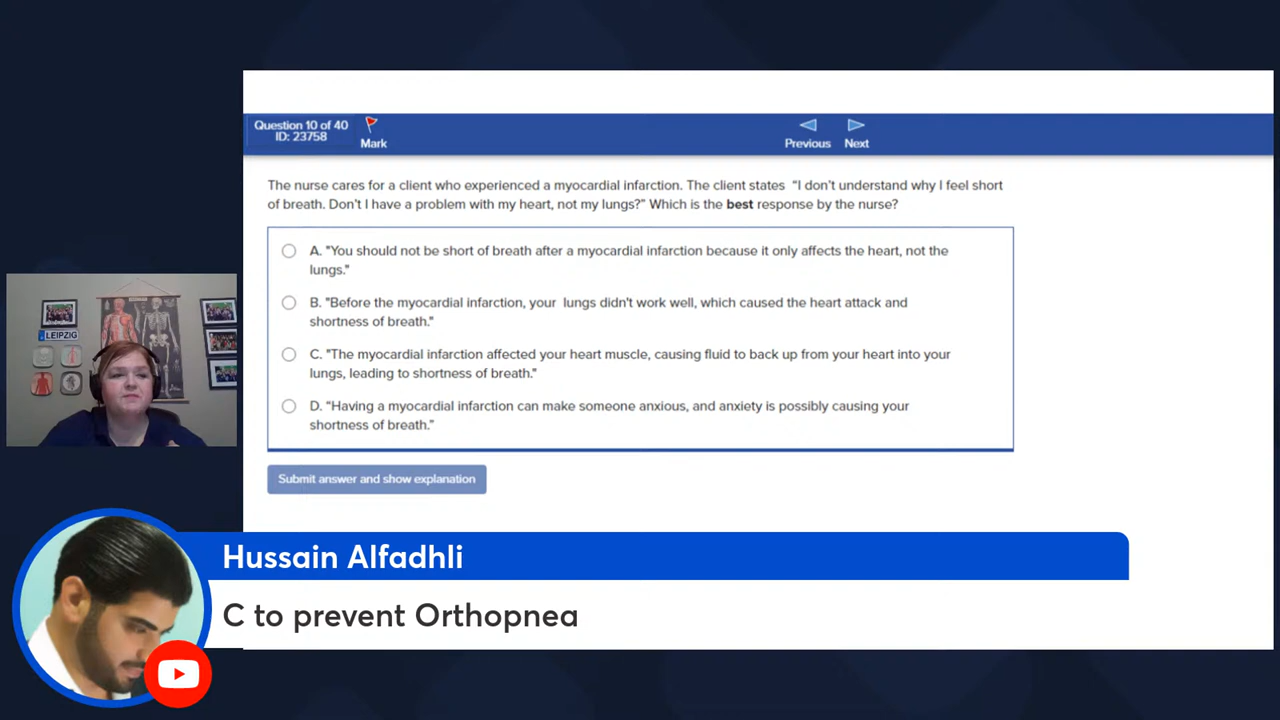 Question 10 of 40
ID: 23758
Mark
Previous
Next
The nurse cares for a client who experienced a myocardial infarction. The client states “I don’t understand why I feel short
of breath. Don’t I have a problem with my heart, not my lungs?” Which is the best response by the nurse?
A. "You should not be short of breath after a myocardial infarction because it only affects the heart, not the
lungs."
B. "Before the myocardial infarction, your lungs didn't work well, which caused the heart attack and
shortness of breath."
C. "The myocardial infarction affected your heart muscle, causing fluid to back up from your heart into your
lungs, leading to shortness of breath."
D. “Having a myocardial infarction can make someone anxious, and anxiety is possibly causing your
shortness of breath.”
Submit answer and show explanation
LEIPZIG
Hussain Alfadhli
C to prevent Orthopnea